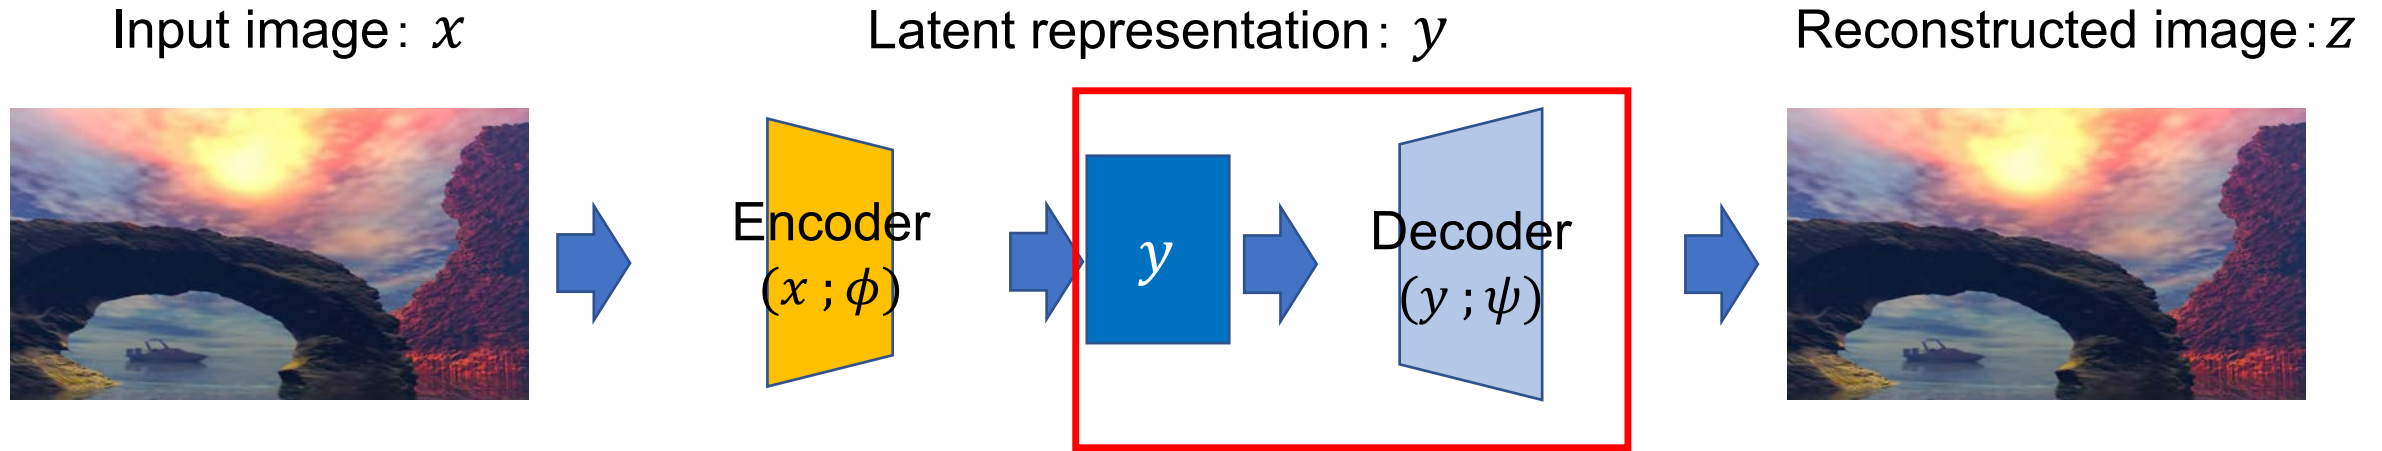 Input image: x
Latent representation: y
Reconstructed image: z
Encoder
(x ; ϕ)
y
Decoder
(y ; ψ)